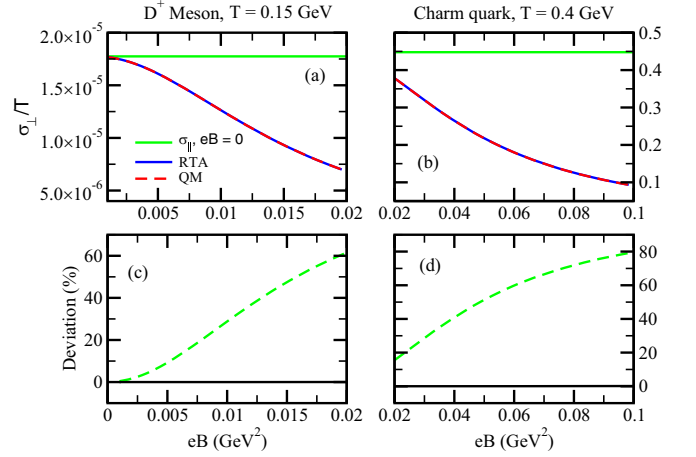 D⁺ Meson, T = 0.15 GeV
Charm quark, T = 0.4 GeV
2.0×10⁻⁵
1.5×10⁻⁵
1.0×10⁻⁵
5.0×10⁻⁶
σ⊥/T
(a)
σ||, eB = 0
RTA
QM
0.005 0.01 0.015 0.02
0.5
0.4
0.3
0.2
0.1
(b)
0.02 0.04 0.06 0.08 0.1
60
40
20
0
Deviation (%)
(c)
0 0.005 0.01 0.015 0.02
eB (GeV²)
80
60
40
20
0
(d)
0.02 0.04 0.06 0.08 0.1
eB (GeV²)